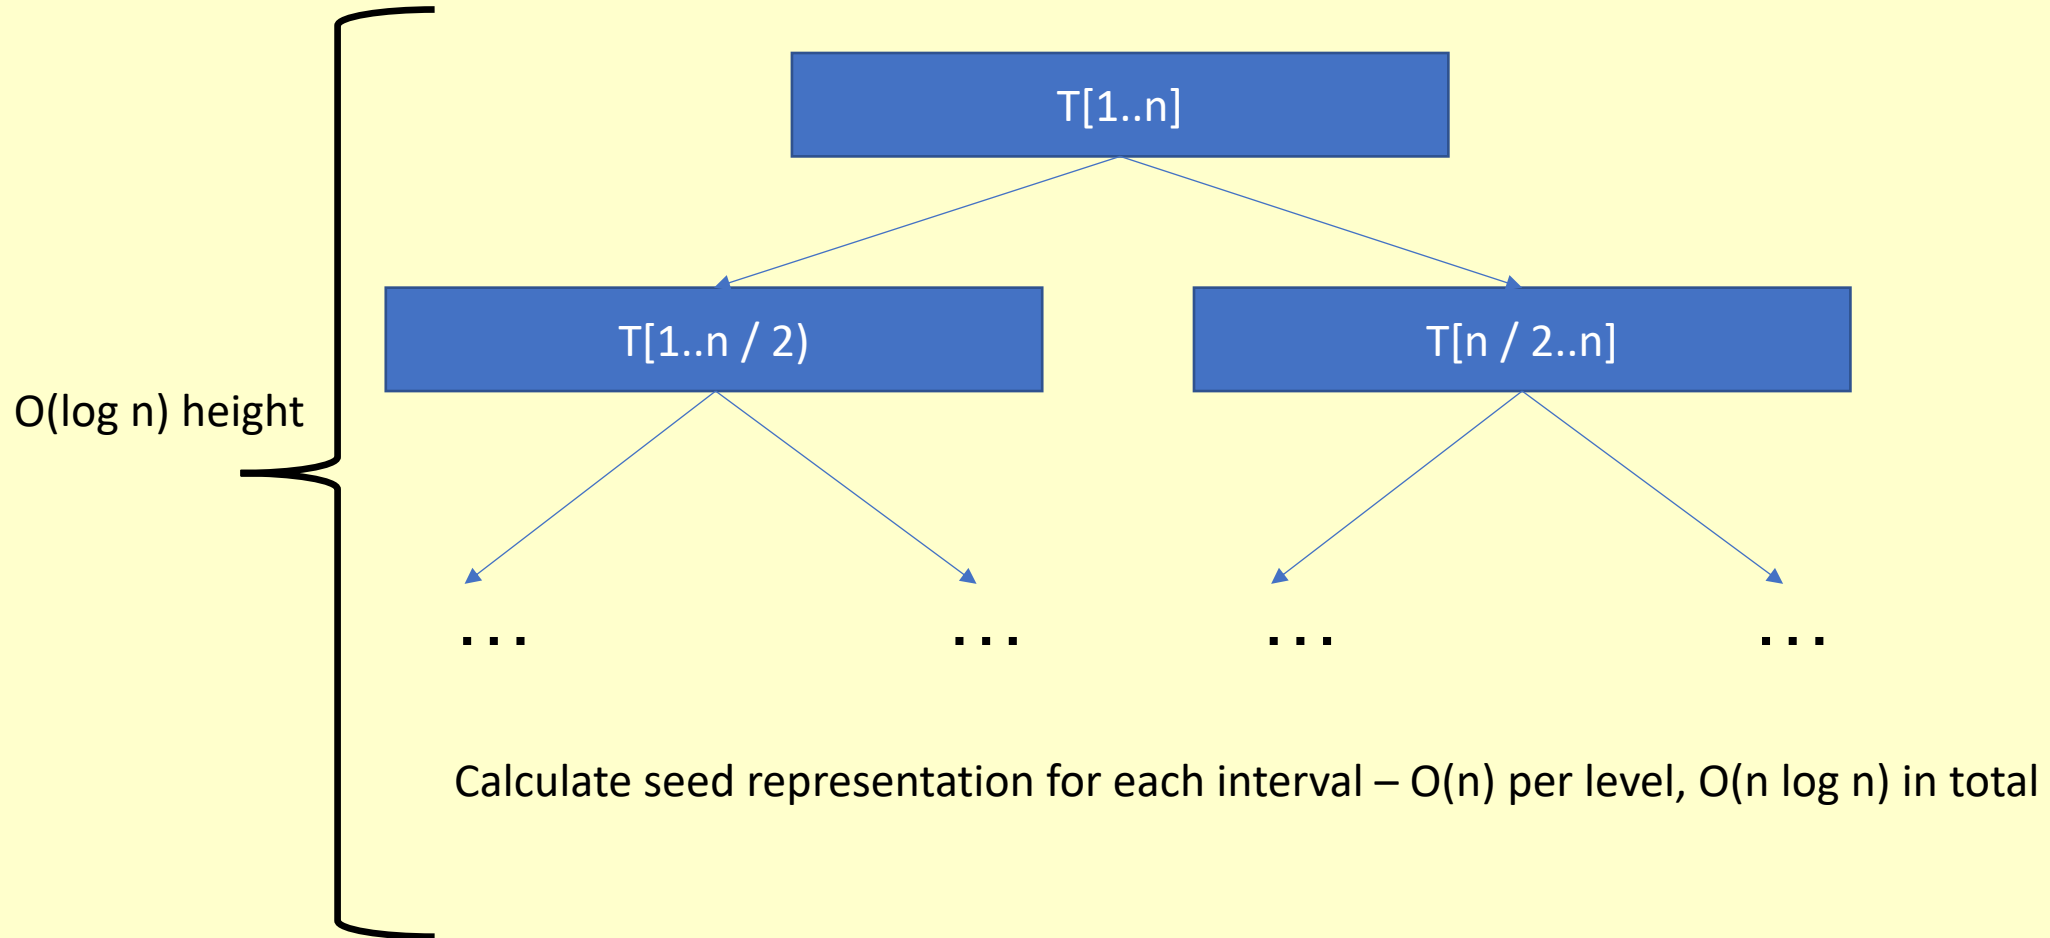 T[1..n]
T[1..n / 2)
T[n / 2..n]
O(log n) height
...
...
...
...
Calculate seed representation for each interval – O(n) per level, O(n log n) in total